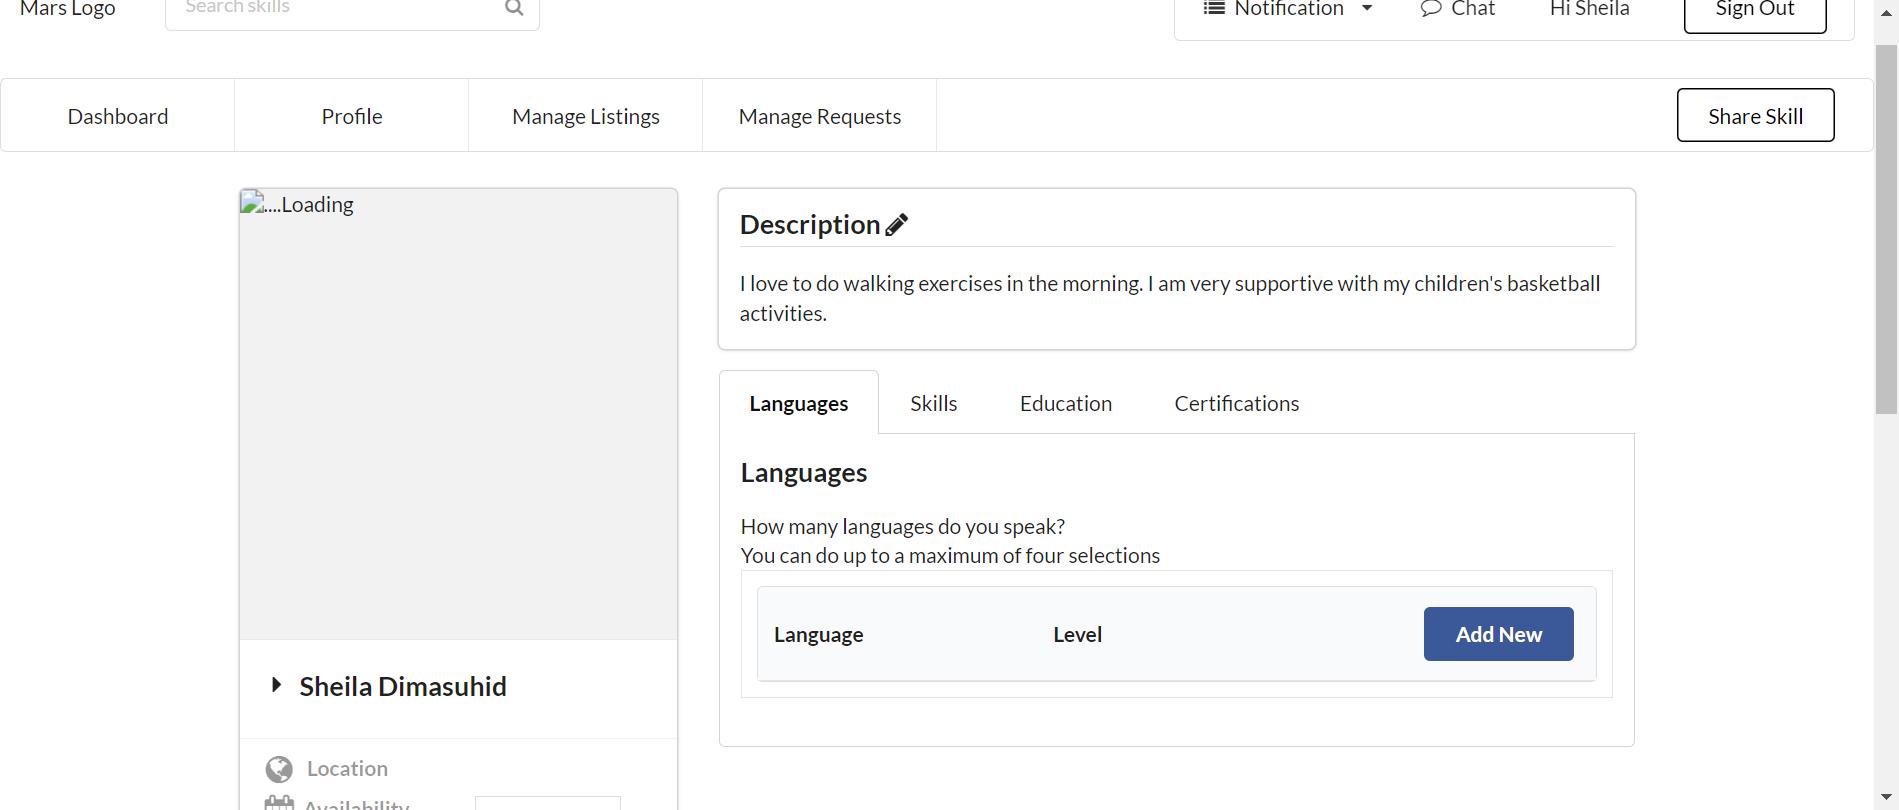 Mars Logo
Search skills
Notification
Chat
Hi Sheila
Sign Out
Dashboard
Profile
Manage Listings
Manage Requests
Share Skill
....Loading
Sheila Dimasuhid
Location
Availability
Description
I love to do walking exercises in the morning. I am very supportive with my children's basketball
activities.
Languages
Skills
Education
Certifications
Languages
How many languages do you speak?
You can do up to a maximum of four selections
Language
Level
Add New